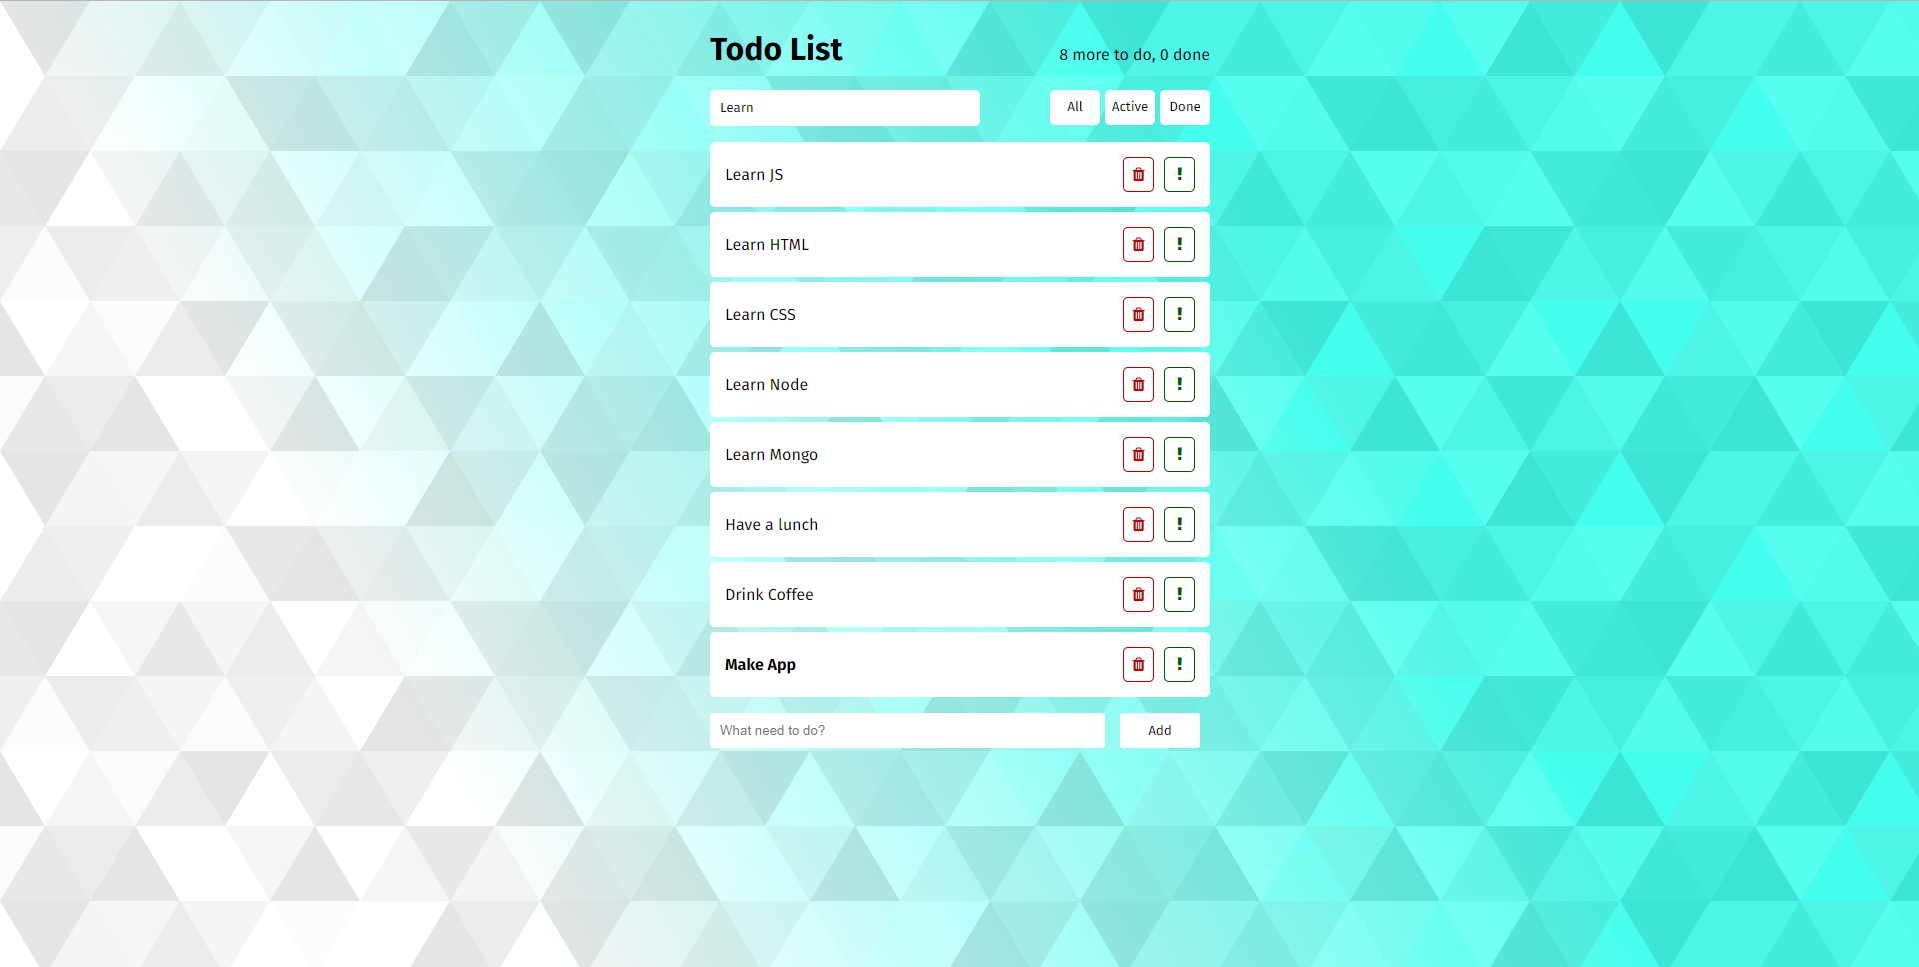 Todo List
8 more to do, 0 done
Learn
All
Active
Done
Learn JS
Learn HTML
Learn CSS
Learn Node
Learn Mongo
Have a lunch
Drink Coffee
Make App
What need to do?
Add